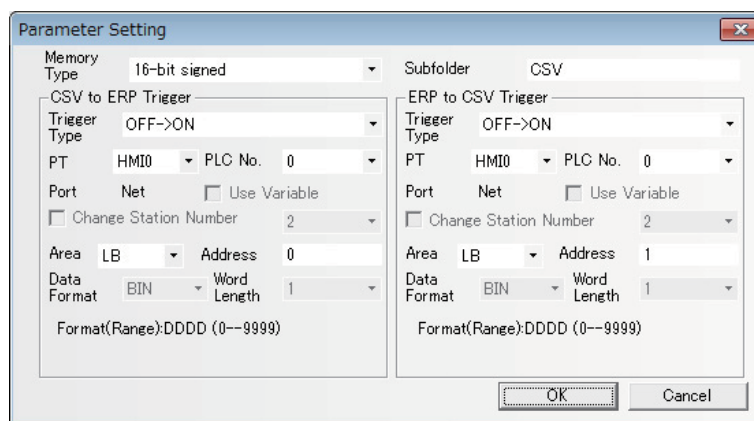 Parameter Setting
Memory Type 16-bit signed
Subfolder CSV
CSV to ERP Trigger
Trigger Type OFF->ON
PT HMI0 PLC No. 0
Port Net Use Variable
Change Station Number 2
Area LB Address 0
Data Format BIN Word Length 1
Format(Range):DDDD (0--9999)
ERP to CSV Trigger
Trigger Type OFF->ON
PT HMI0 PLC No. 0
Port Net Use Variable
Change Station Number 2
Area LB Address 1
Data Format BIN Word Length 1
Format(Range):DDDD (0--9999)
OK Cancel